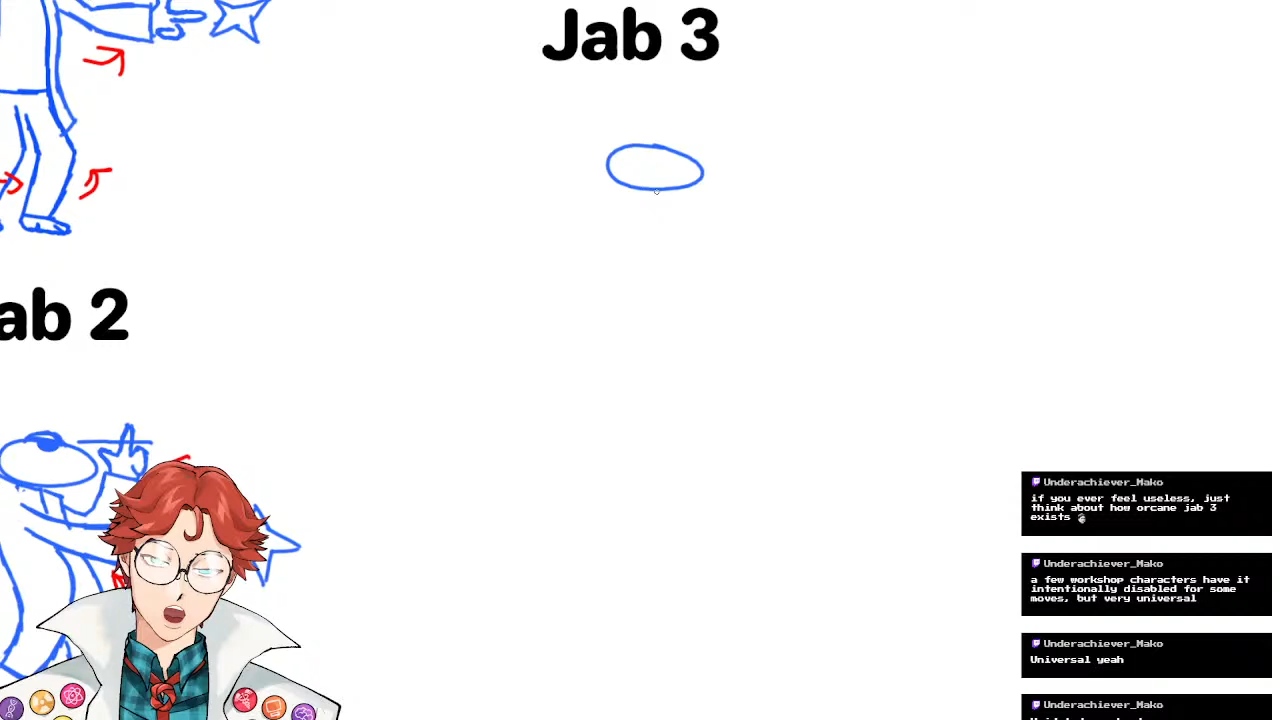 Jab 3
ab 2
Underachiever_Mako
if you ever feel useless, just
think about how orcane jab 3
exists
Underachiever_Mako
a few workshop characters have it
intentionally disabled for some
moves, but very universal
Underachiever_Mako
Universal yeah
Underachiever_Mako